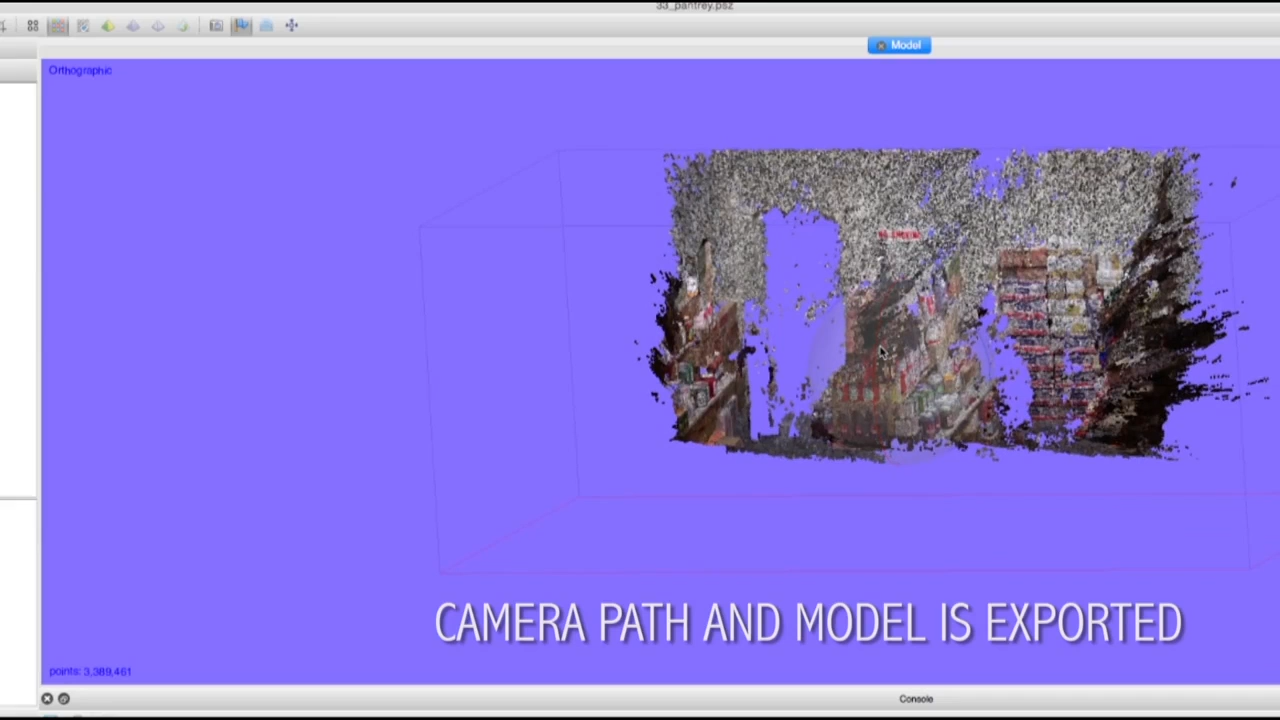 33_pantrey.psz
Model
Orthographic
CAMERA PATH AND MODEL IS EXPORTED
points: 3,389,461
Console